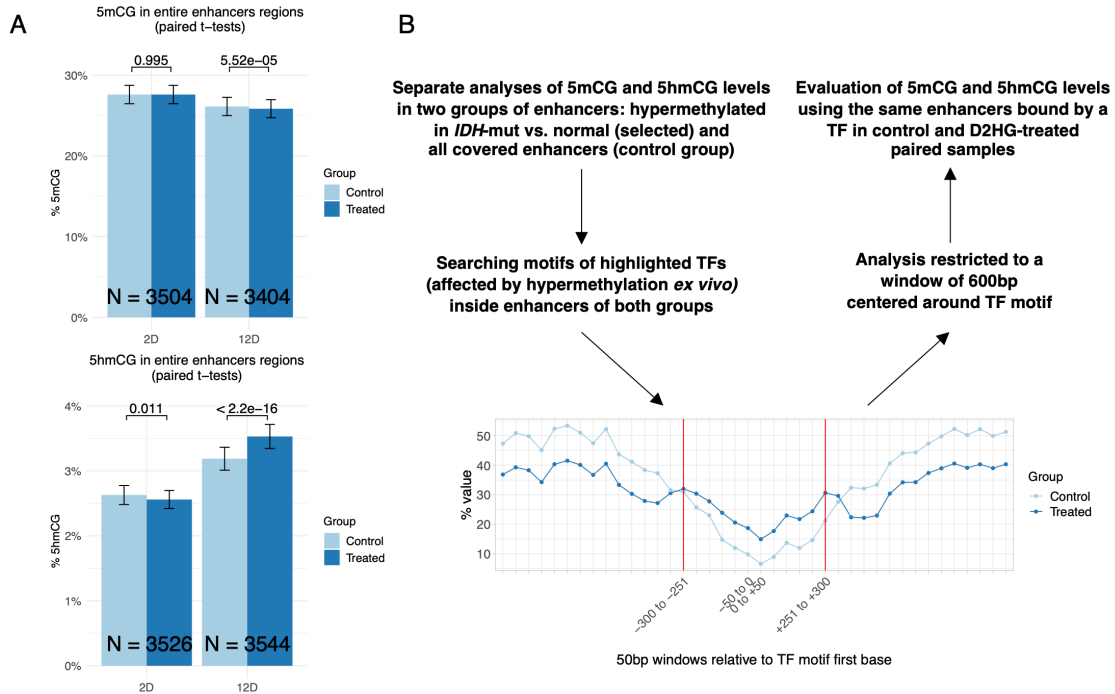 A
5mCG in entire enhancers regions
(paired t−tests)
0.995
5.52e−05
30%
20%
10%
0%
% 5mCG
N = 3504
N = 3404
2D
12D
Group
Control
Treated
5hmCG in entire enhancers regions
(paired t−tests)
0.011
< 2.2e−16
4%
3%
2%
1%
0%
% 5hmCG
N = 3526
N = 3544
2D
12D
Group
Control
Treated
B
Separate analyses of 5mCG and 5hmCG levels
in two groups of enhancers: hypermethylated
in IDH-mut vs. normal (selected) and
all covered enhancers (control group)
Searching motifs of highlighted TFs
(affected by hypermethylation ex vivo)
inside enhancers of both groups
Evaluation of 5mCG and 5hmCG levels
using the same enhancers bound by a
TF in control and D2HG-treated
paired samples
Analysis restricted to a
window of 600bp
centered around TF motif
50
40
30
20
10
% value
−300 to −251
−50 to 0
0 to +50
+251 to +300
50bp windows relative to TF motif first base
Group
Control
Treated